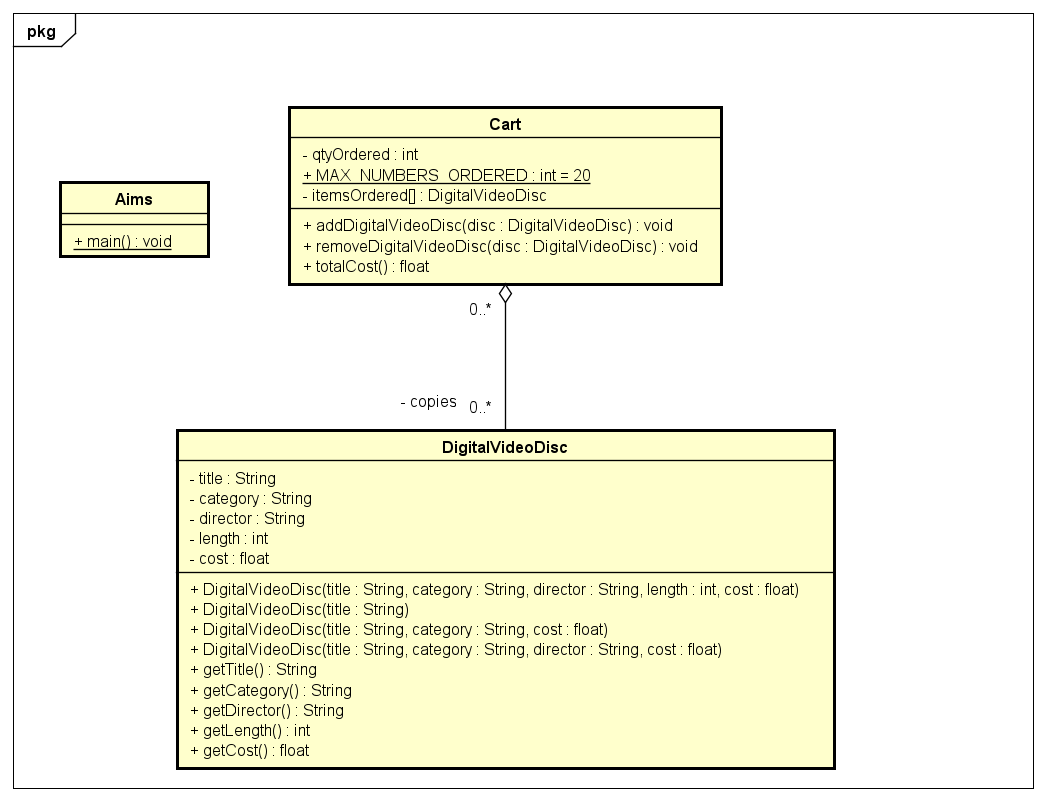 pkg
Cart
- qtyOrdered : int
+ MAX_NUMBERS_ORDERED : int = 20
- itemsOrdered[] : DigitalVideoDisc
+ addDigitalVideoDisc(disc : DigitalVideoDisc) : void
+ removeDigitalVideoDisc(disc : DigitalVideoDisc) : void
+ totalCost() : float
Aims
+ main() : void
0..*
- copies
0..*
DigitalVideoDisc
- title : String
- category : String
- director : String
- length : int
- cost : float
+ DigitalVideoDisc(title : String, category : String, director : String, length : int, cost : float)
+ DigitalVideoDisc(title : String)
+ DigitalVideoDisc(title : String, category : String, cost : float)
+ DigitalVideoDisc(title : String, category : String, director : String, cost : float)
+ getTitle() : String
+ getCategory() : String
+ getDirector() : String
+ getLength() : int
+ getCost() : float